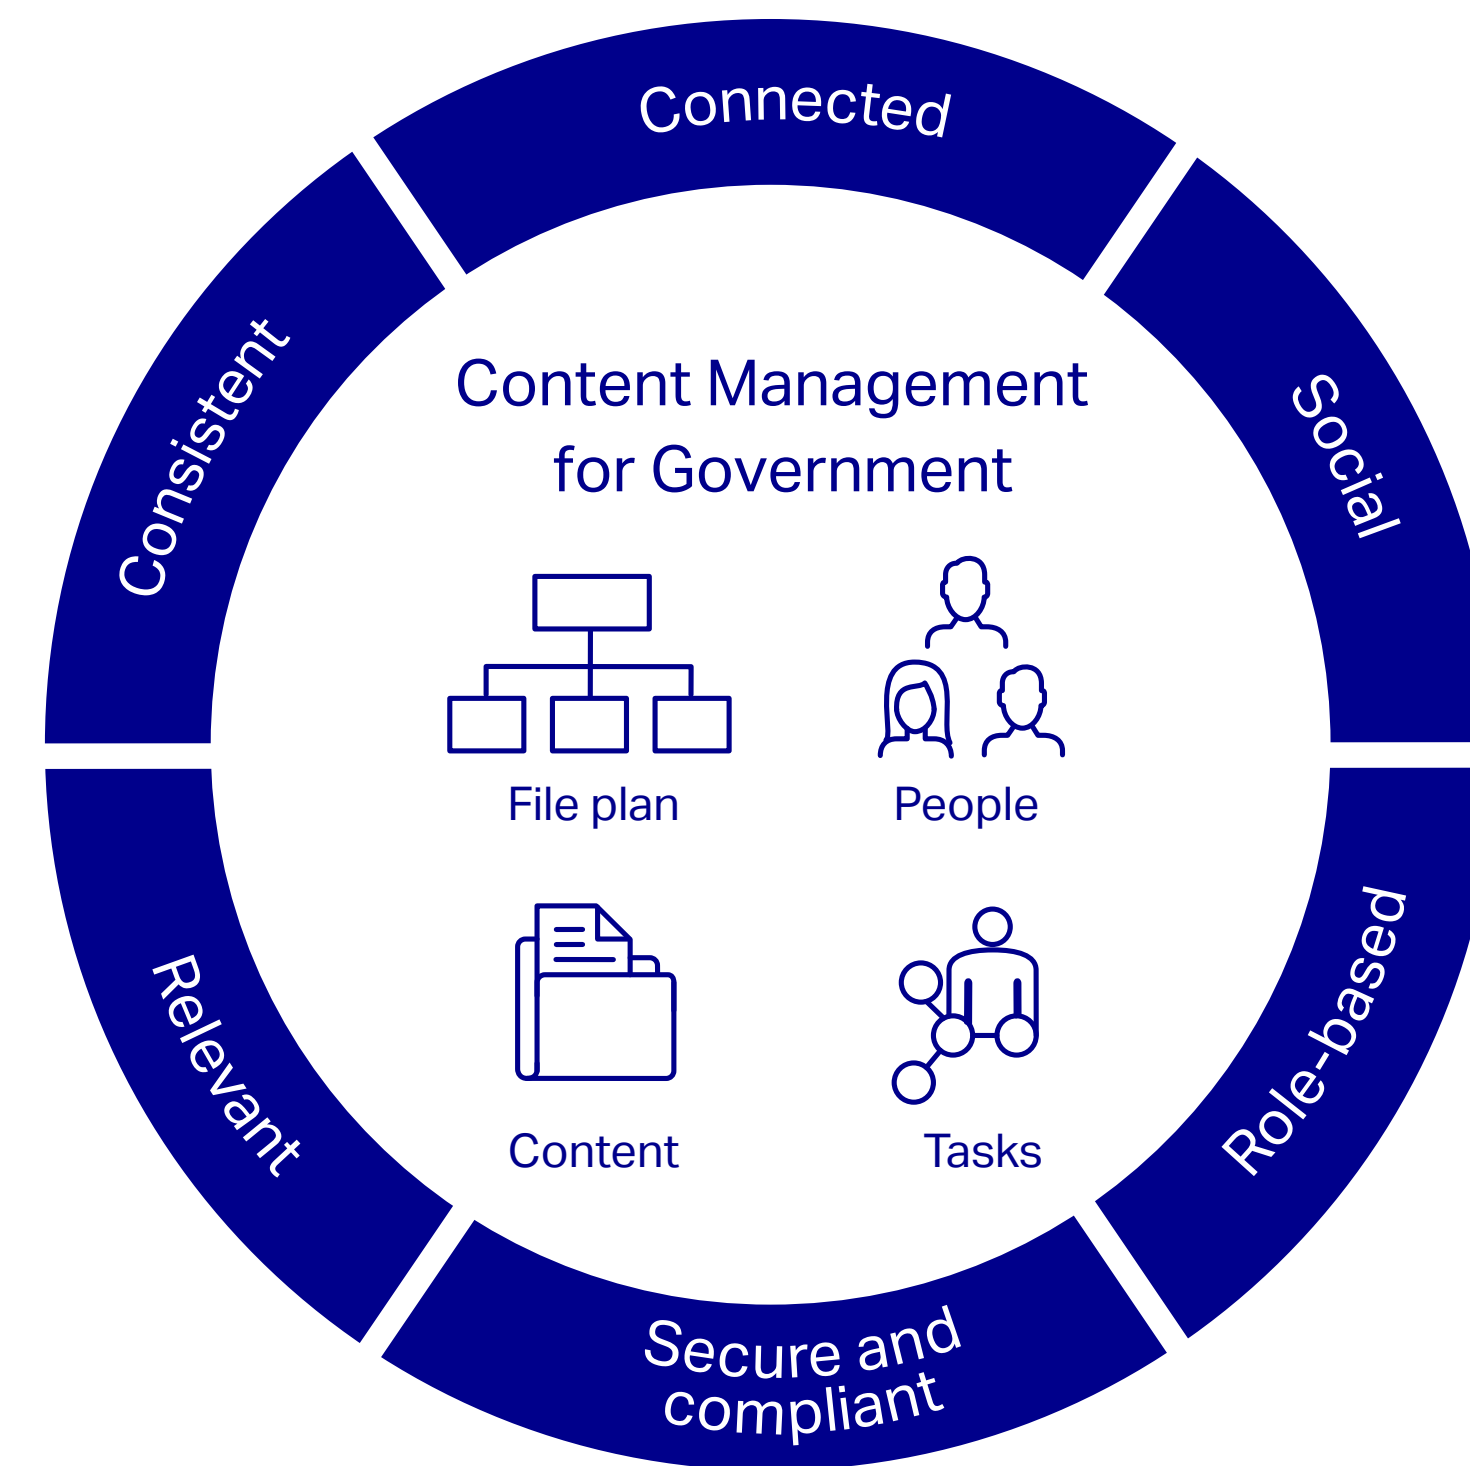 Connected
Social
Role-based
Secure and
compliant
Relevant
Consistent
Content Management
for Government
File plan
People
Content
Tasks